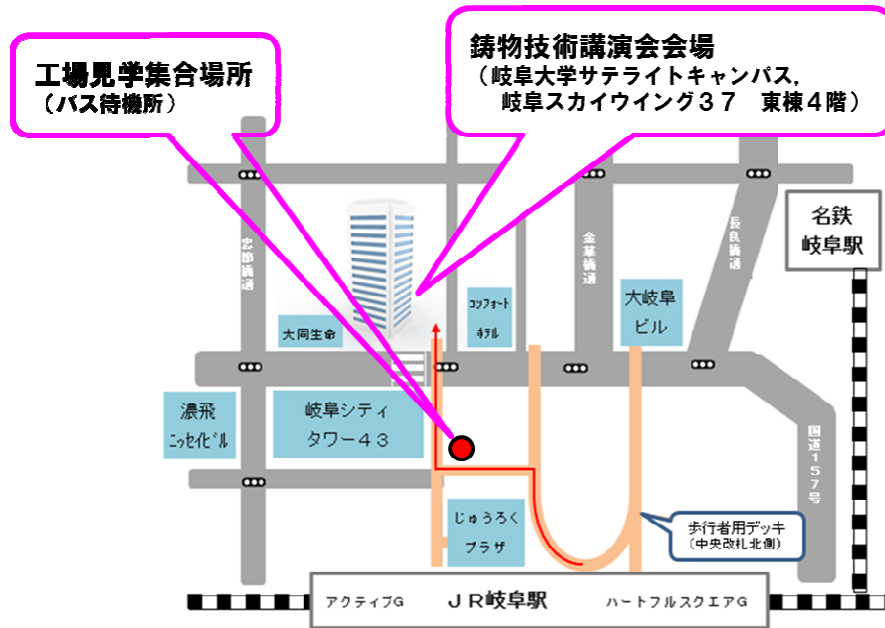 工場見学集合場所
（バス待機所）
鋳物技術講演会会場
（岐阜大学サテライトキャンパス，
岐阜スカイウイング３７　東棟４階）
名鉄
岐阜駅
忠節橋通
金華橋通
長良橋通
大同生命
ｺﾝﾌｫｰﾄ
ﾎﾃﾙ
大岐阜
ビル
濃飛
ﾆｯｾｲﾋﾞﾙ
岐阜シティ
タワー４３
国道１５７号
じゅうろく
プラザ
歩行者用デッキ
（中央改札北側）
アクティブG
ＪＲ岐阜駅
ハートフルスクエアG